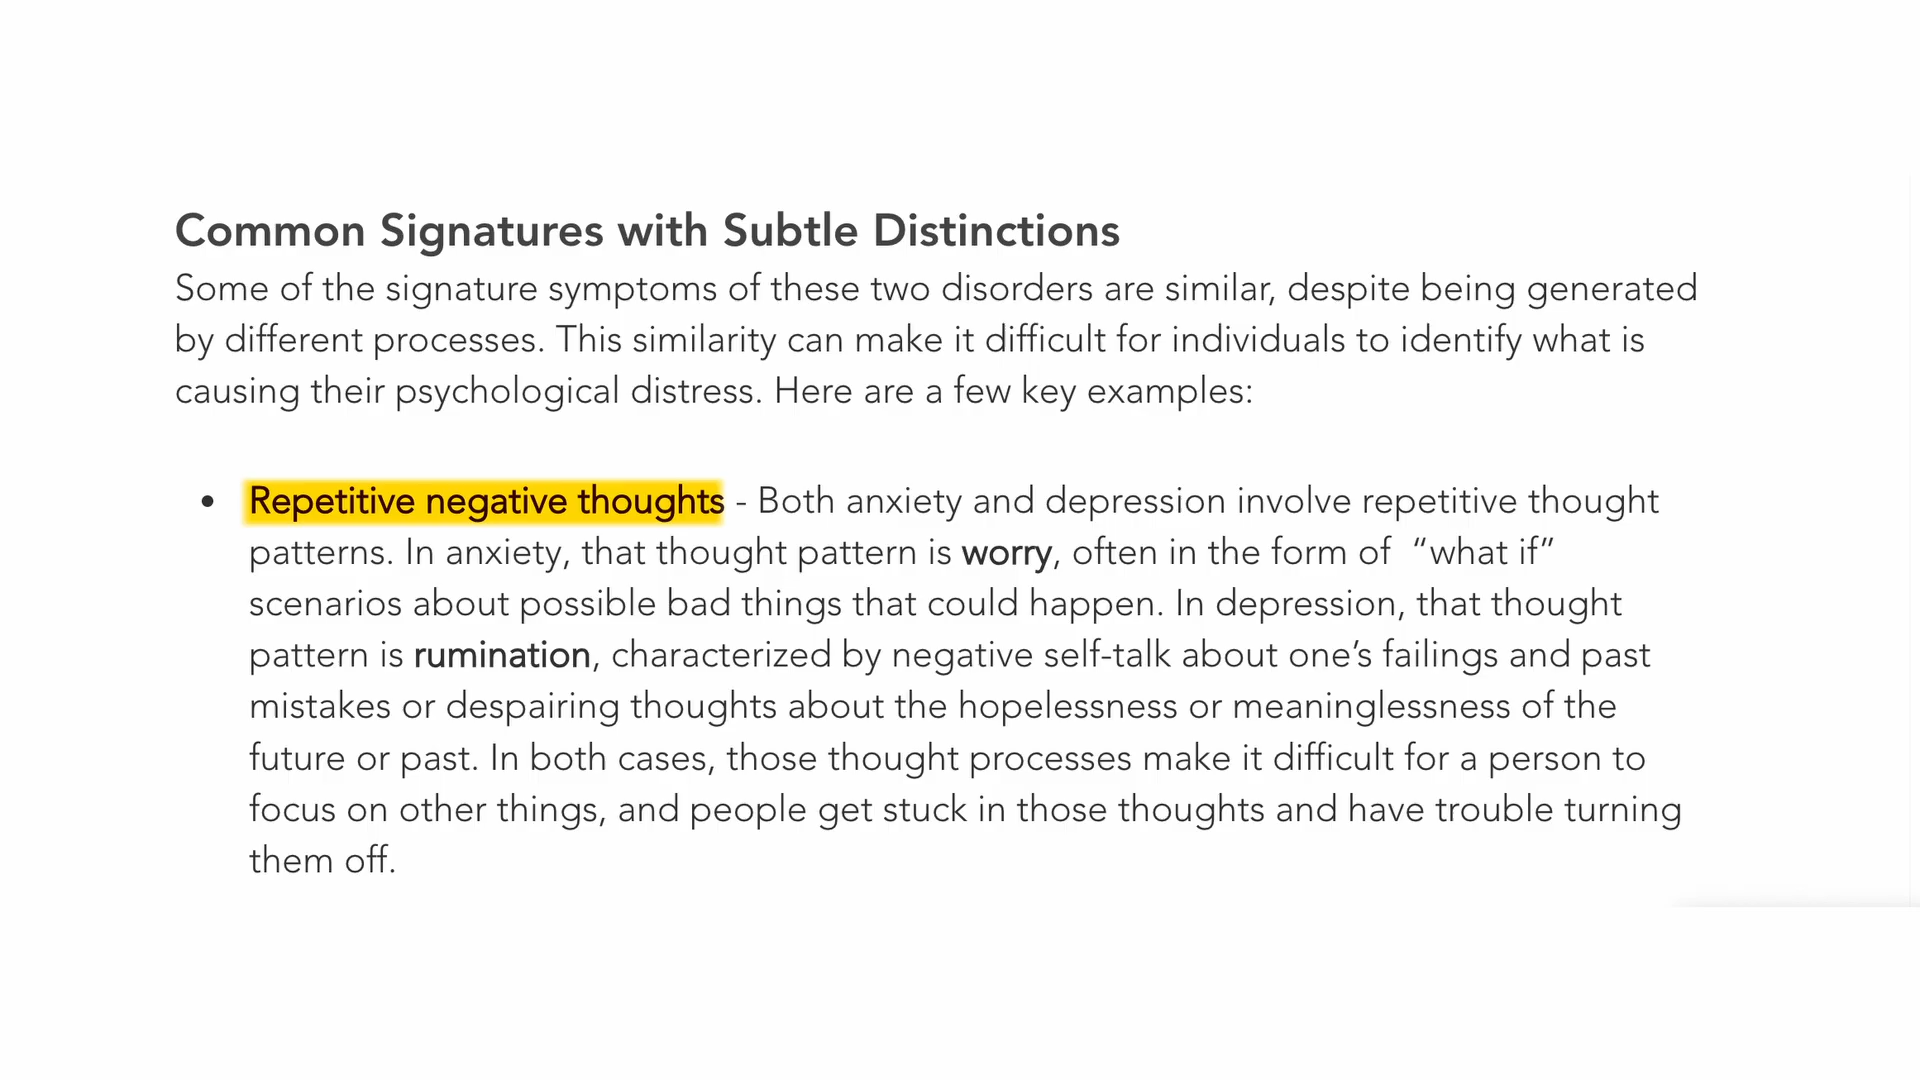 Common Signatures with Subtle Distinctions
Some of the signature symptoms of these two disorders are similar, despite being generated
by different processes. This similarity can make it difficult for individuals to identify what is
causing their psychological distress. Here are a few key examples:
• Repetitive negative thoughts - Both anxiety and depression involve repetitive thought
patterns. In anxiety, that thought pattern is worry, often in the form of “what if”
scenarios about possible bad things that could happen. In depression, that thought
pattern is rumination, characterized by negative self-talk about one’s failings and past
mistakes or despairing thoughts about the hopelessness or meaninglessness of the
future or past. In both cases, those thought processes make it difficult for a person to
focus on other things, and people get stuck in those thoughts and have trouble turning
them off.